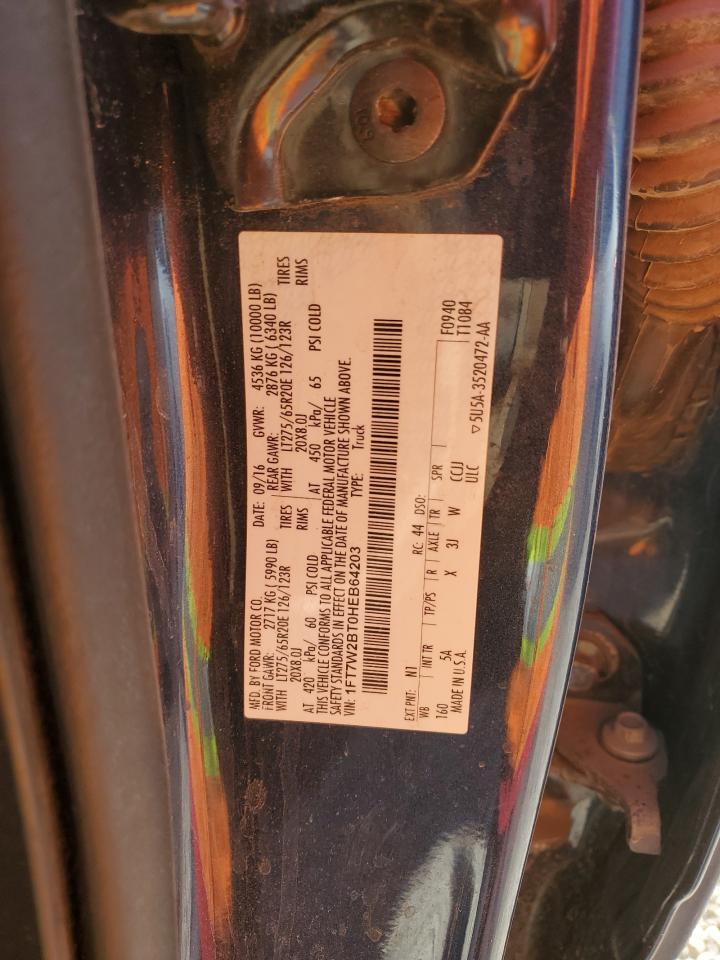 MFD. BY FORD MOTOR CO.
DATE: 09/16 GVWR: 4536 KG (10000 LB)
FRONT GAWR: 2717 KG ( 5990 LB) REAR GAWR: 2876 KG ( 6340 LB)
WITH LT275/65R20E 126/123R TIRES WITH LT275/65R20E 126/123R TIRES
20X8.0J RIMS 20X8.0J RIMS
AT 420 kPa/ 60 PSI COLD AT 450 kPa/ 65 PSI COLD
THIS VEHICLE CONFORMS TO ALL APPLICABLE FEDERAL MOTOR VEHICLE
SAFETY STANDARDS IN EFFECT ON THE DATE OF MANUFACTURE SHOWN ABOVE.
VIN: 1FT7W2BT0HEB64203 TYPE: Truck
EXT PNT: N1 RC: 44 DSO: F0940
WB INT TR TP/PS R AXLE TR SPR T1084
160 5A X 3J W CCJJ
MADE IN U.S.A. ULC ▽5U5A-3520472-AA